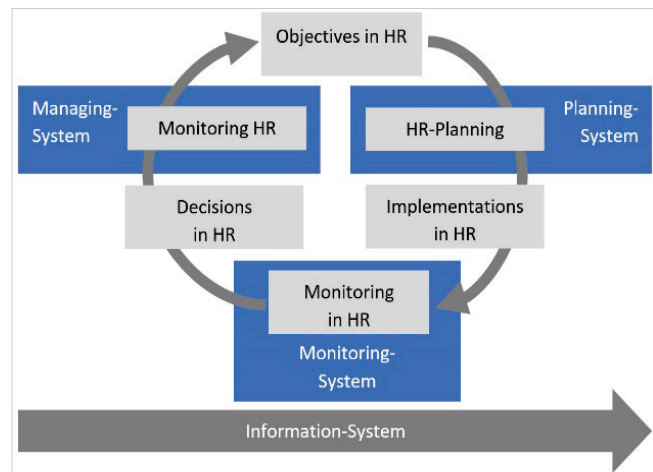 Objectives in HR
Managing-
System
Monitoring HR
HR-Planning
Planning-
System
Decisions
in HR
Implementations
in HR
Monitoring
in HR
Monitoring-
System
Information-System